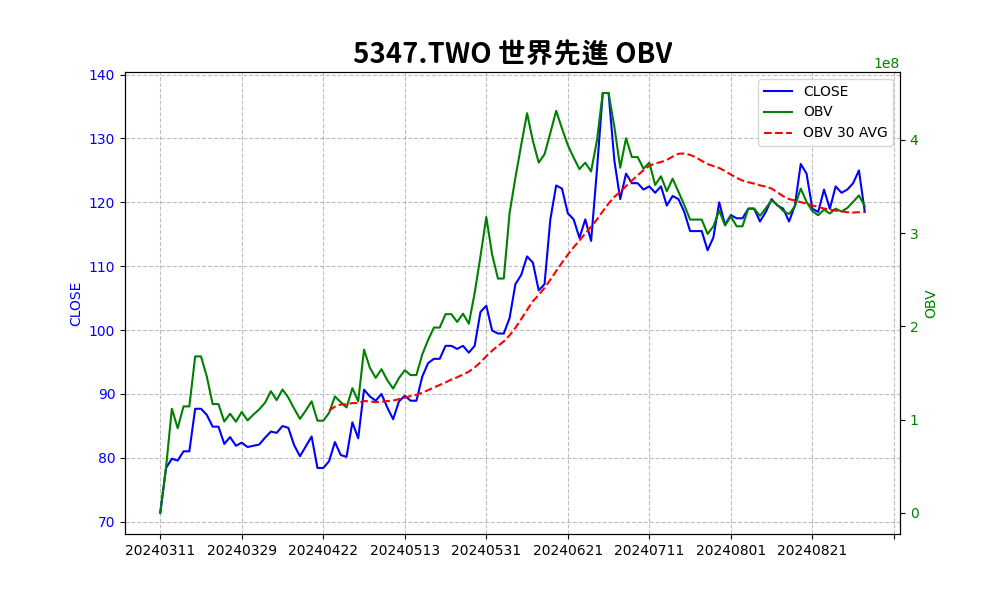 5347.TWO 世界先進 OBV
1e8
CLOSE
OBV
OBV 30 AVG
140
130
120
110
100
90
80
70
CLOSE
4
3
2
1
0
OBV
20240311 20240329 20240422 20240513 20240531 20240621 20240711 20240801 20240821